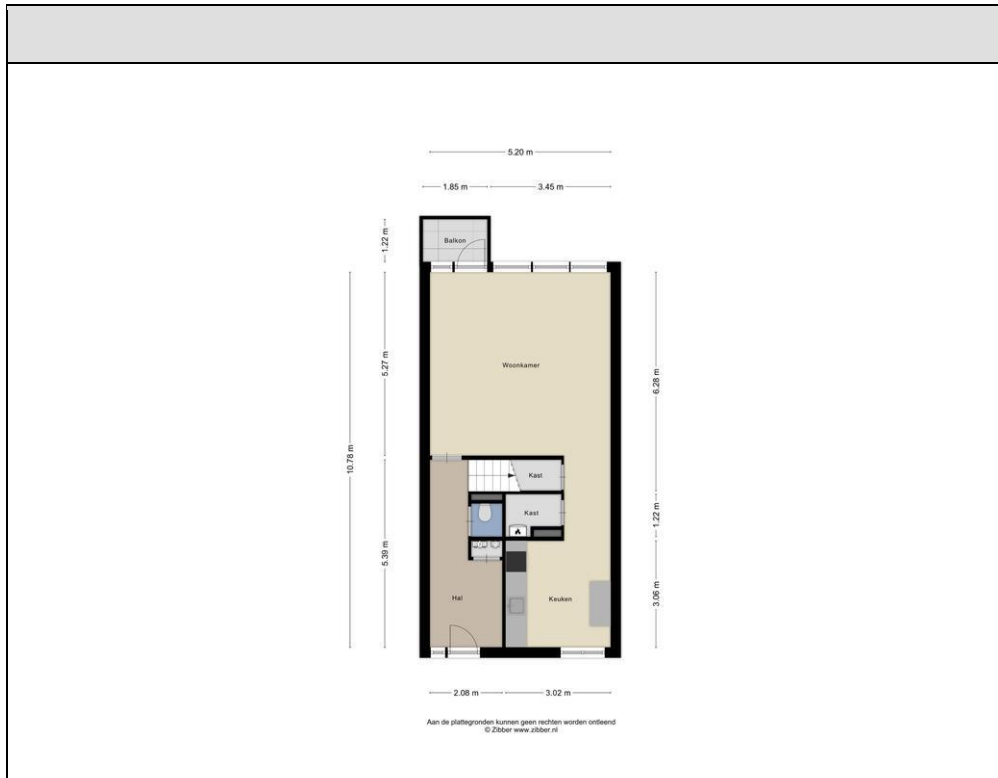 5.20 m
1.85 m
3.45 m
1.22 m
Balkon
5.27 m
Woonkamer
6.28 m
10.78 m
Kast
Kast
1.22 m
5.39 m
Hal
Keuken
3.06 m
2.08 m
3.02 m
Aan de plattegronden kunnen geen rechten worden ontleend
© Zibber www.zibber.nl